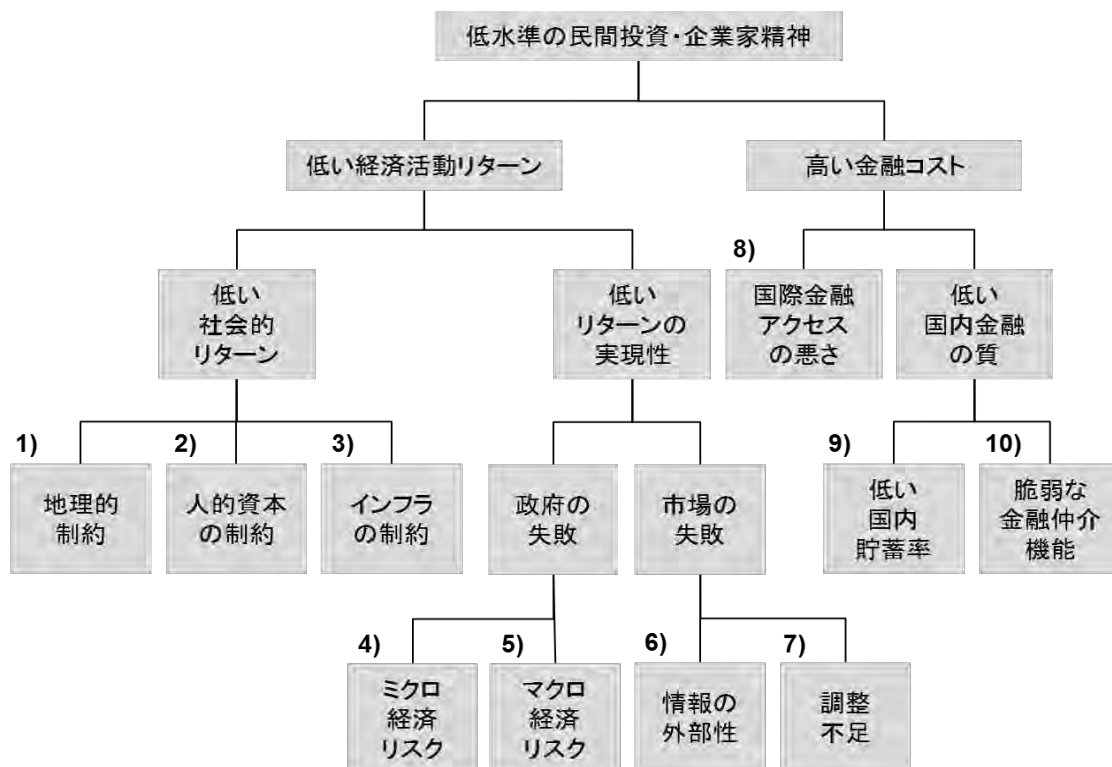 低水準の民間投資・企業家精神
低い経済活動リターン
高い金融コスト
低い
社会的
リターン
低い
リターンの
実現性
8)
国際金融
アクセス
の悪さ
低い
国内金融
の質
1)
地理的
制約
2)
人的資本
の制約
3)
インフラ
の制約
政府の
失敗
市場の
失敗
9)
低い
国内
貯蓄率
10)
脆弱な
金融仲介
機能
4)
ミクロ
経済
リスク
5)
マクロ
経済
リスク
6)
情報の
外部性
7)
調整
不足